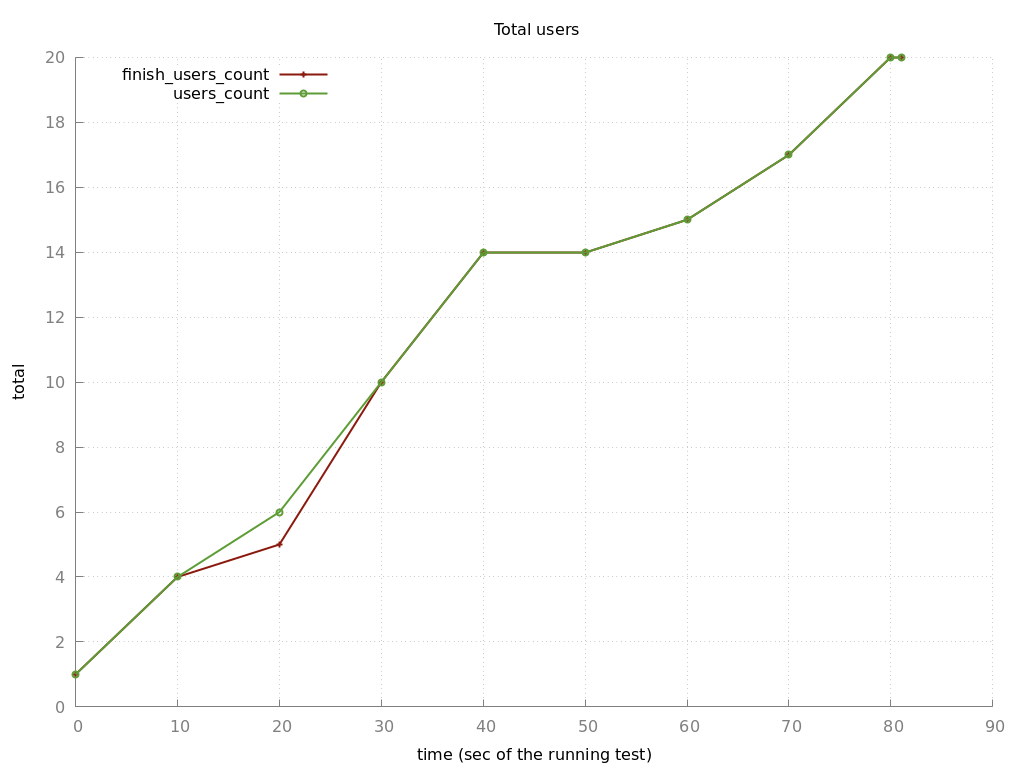 Total users
finish_users_count
users_count
20
18
16
14
12
10
8
6
4
2
0
total
0 10 20 30 40 50 60 70 80 90
time (sec of the running test)